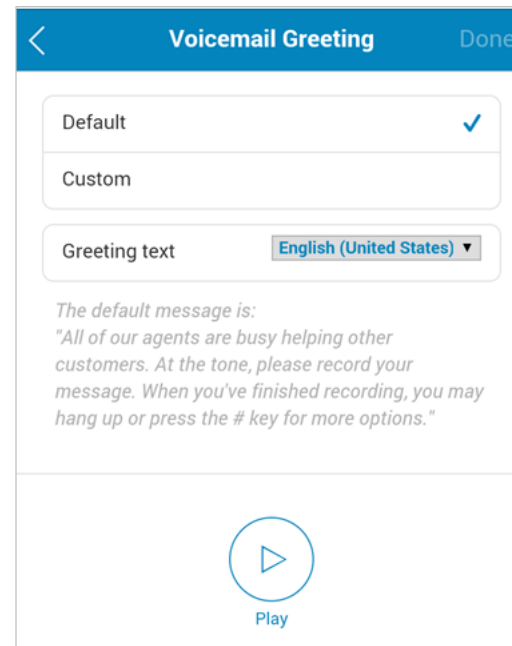 Voicemail Greeting Done
Default
Custom
Greeting text English (United States)
The default message is:
"All of our agents are busy helping other
customers. At the tone, please record your
message. When you've finished recording, you may
hang up or press the # key for more options."
Play